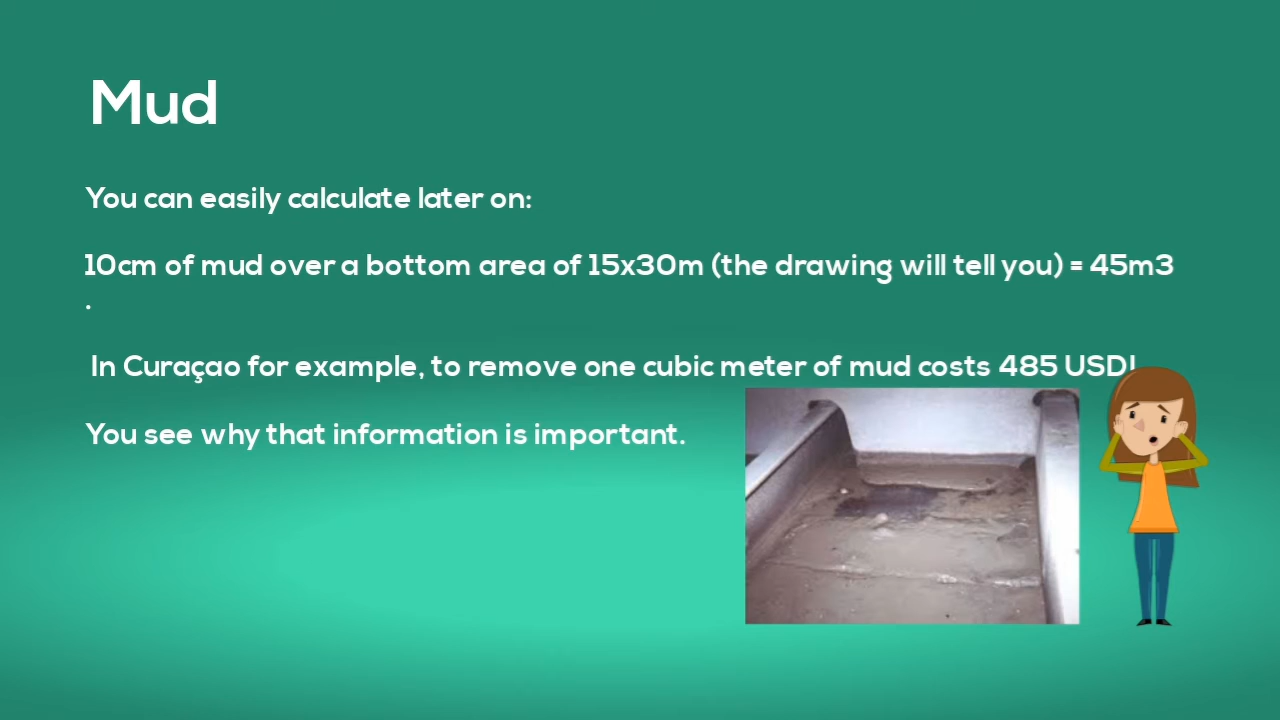 Mud
You can easily calculate later on:
10cm of mud over a bottom area of 15x30m (the drawing will tell you) = 45m3
.
In Curaçao for example, to remove one cubic meter of mud costs 485 USD!
You see why that information is important.